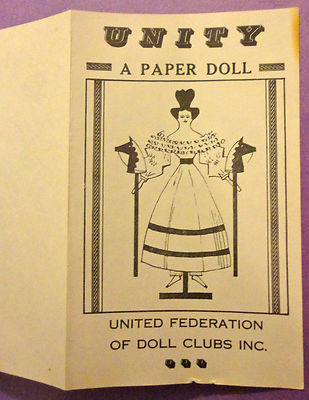 UNITY
A PAPER DOLL
UNITED FEDERATION
OF DOLL CLUBS INC.